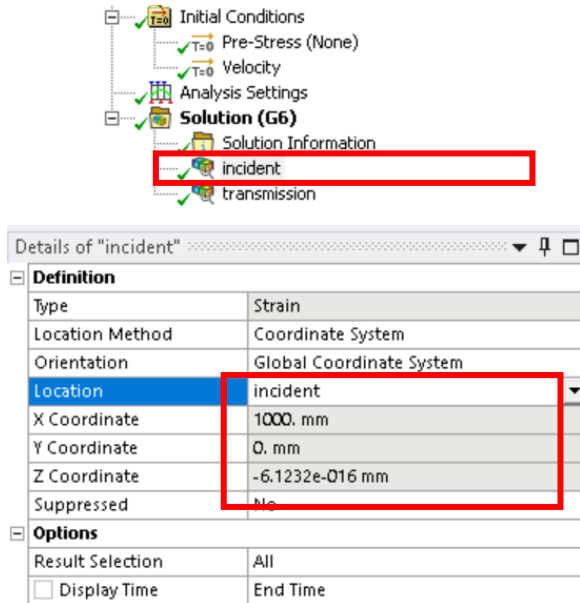 Initial Conditions
T=0 Pre-Stress (None)
T=0 Velocity
Analysis Settings
Solution (G6)
Solution Information
incident
transmission
Details of "incident"
Definition
Type Strain
Location Method Coordinate System
Orientation Global Coordinate System
Location incident
X Coordinate 1000. mm
Y Coordinate 0. mm
Z Coordinate -6.1232e-016 mm
Suppressed No
Options
Result Selection All
Display Time End Time